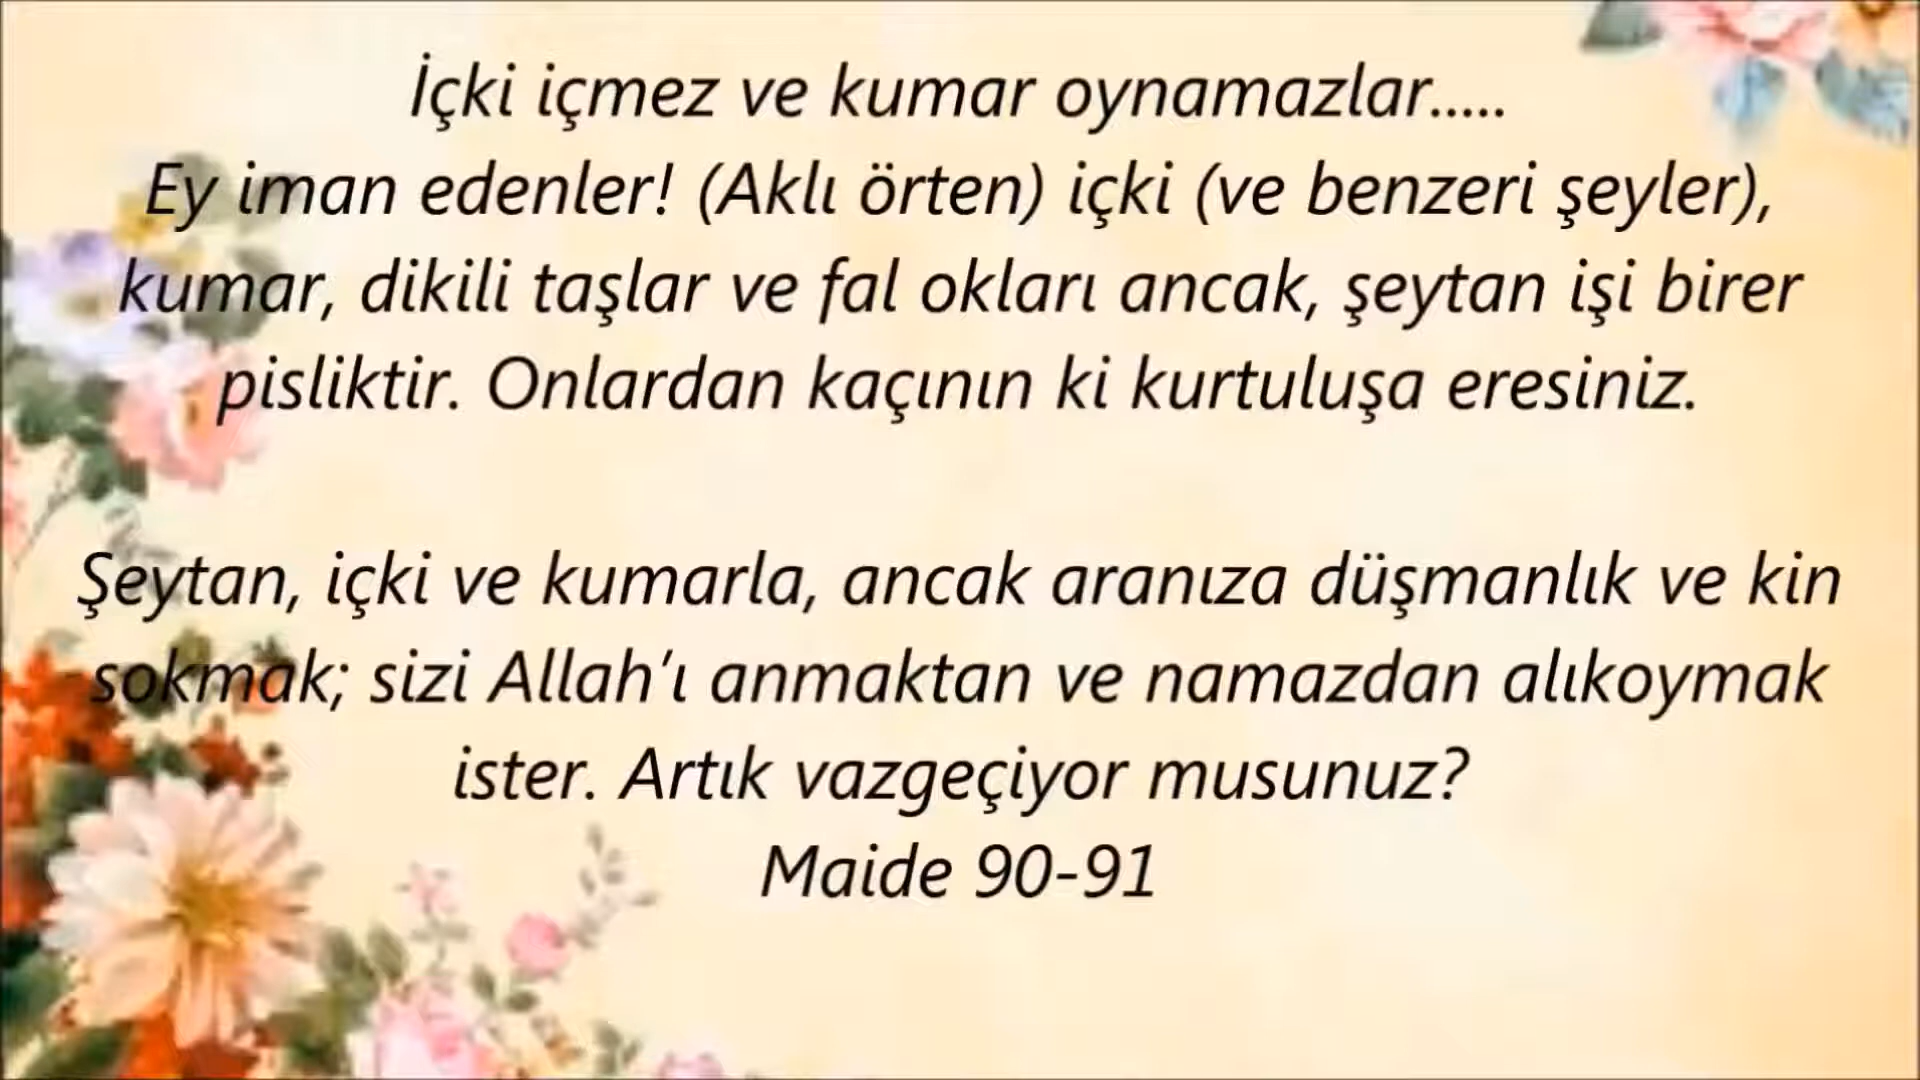 İçki içmez ve kumar oynamazlar.....
Ey iman edenler! (Aklı örten) içki (ve benzeri şeyler),
kumar, dikili taşlar ve fal okları ancak, şeytan işi birer
pisliktir. Onlardan kaçının ki kurtuluşa eresiniz.
Şeytan, içki ve kumarla, ancak aranıza düşmanlık ve kin
sokmak; sizi Allah’ı anmaktan ve namazdan alıkoymak
ister. Artık vazgeçiyor musunuz?
Maide 90-91